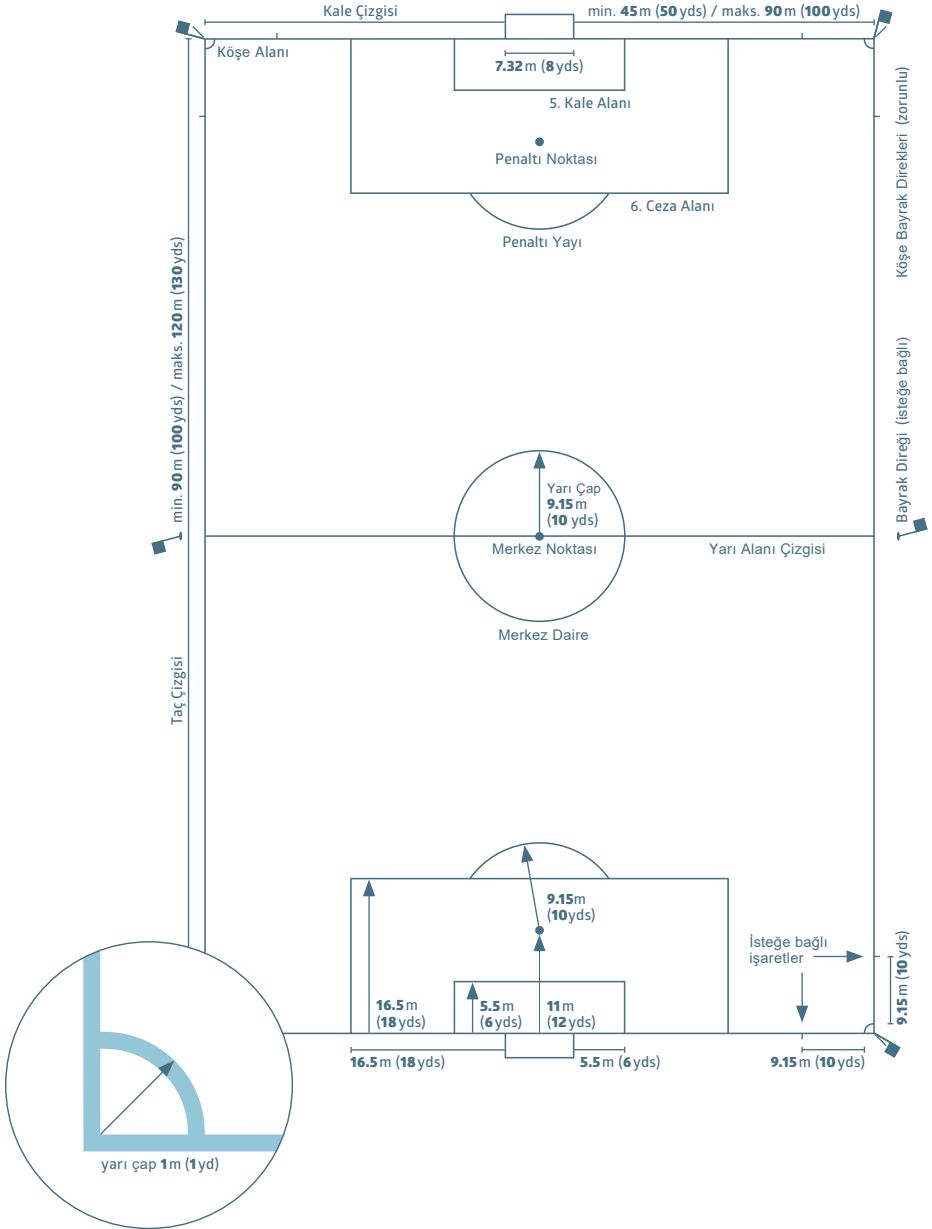 Kale Çizgisi
min. 45 m (50 yds) / maks. 90 m (100 yds)
Köşe Alanı
7.32 m (8 yds)
5. Kale Alanı
Penaltı Noktası
6. Ceza Alanı
Penaltı Yayı
Köşe Bayrak Direkleri (zorunlu)
min. 90 m (100 yds) / maks. 120 m (130 yds)
Bayrak Direği (isteğe bağlı)
Yarı Çap
9.15 m
(10 yds)
Merkez Noktası
Yarı Alanı Çizgisi
Merkez Daire
Taç Çizgisi
9.15 m
(10 yds)
İsteğe bağlı
işaretler
9.15 m (10 yds)
16.5 m
(18 yds)
5.5 m
(6 yds)
11 m
(12 yds)
16.5 m (18 yds)
5.5 m (6 yds)
9.15 m (10 yds)
yarı çap 1 m (1 yd)